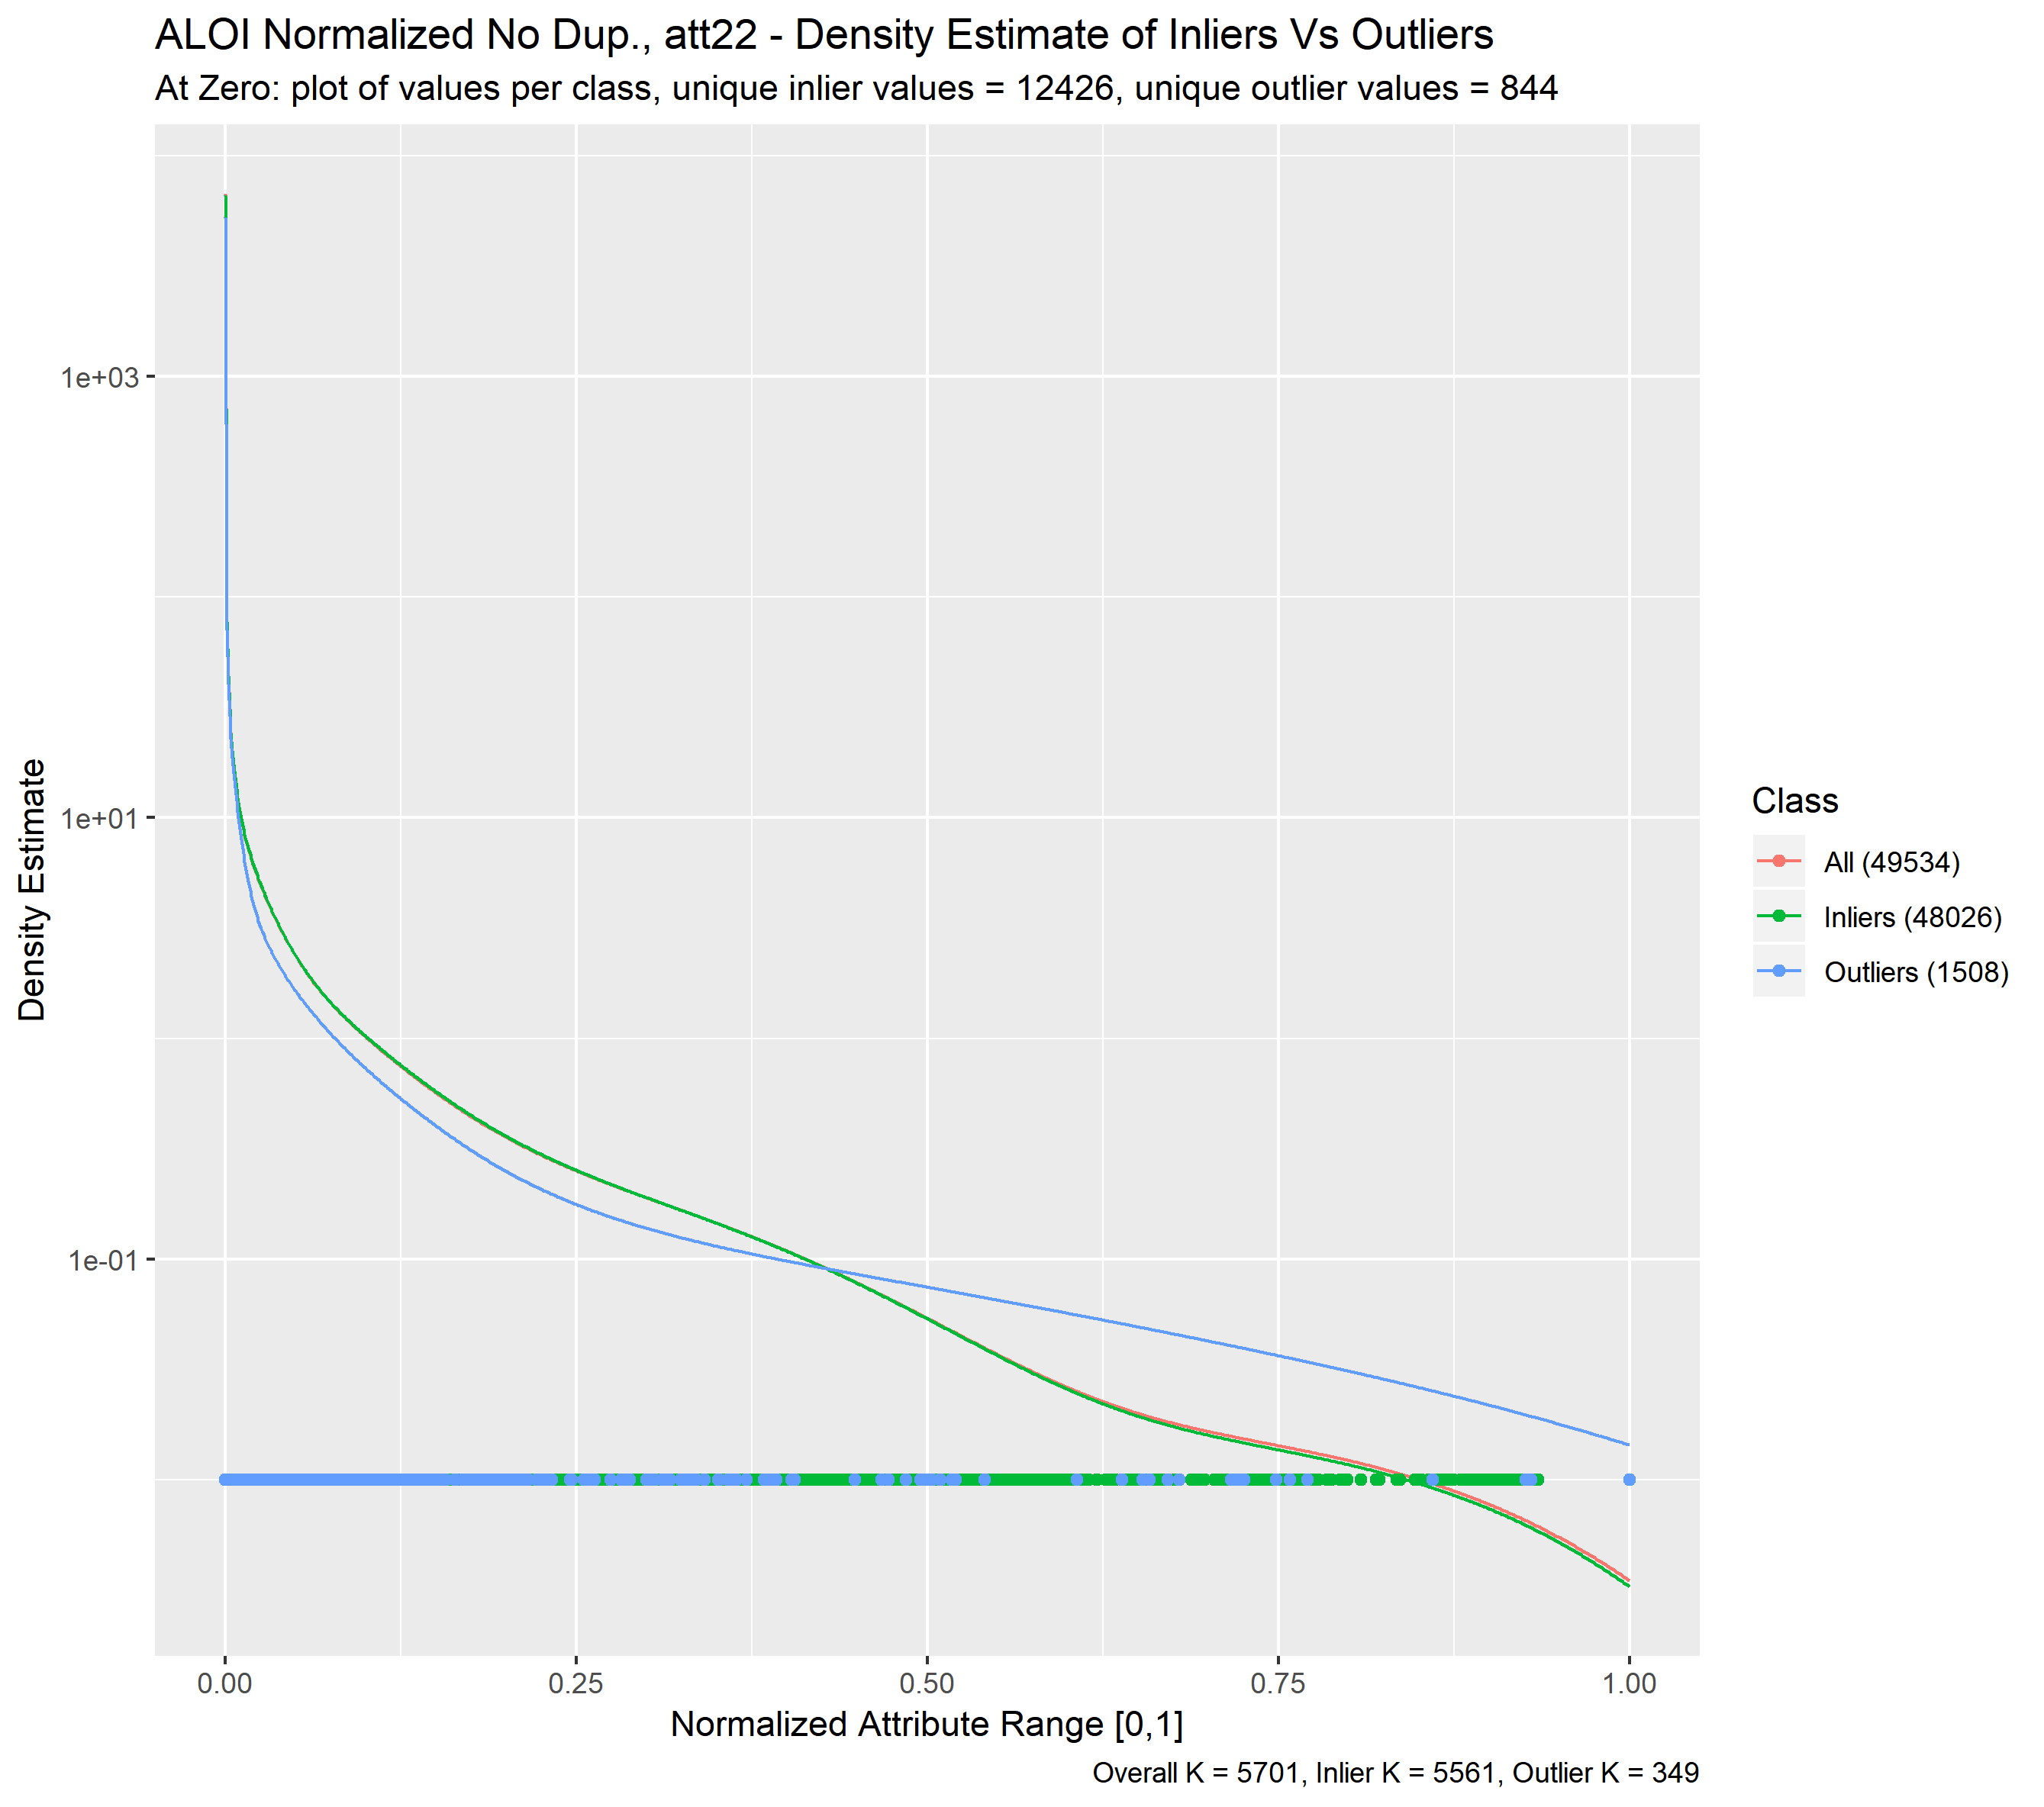 ALOI Normalized No Dup., att22 - Density Estimate of Inliers Vs Outliers
At Zero: plot of values per class, unique inlier values = 12426, unique outlier values = 844
1e+03
1e+01
1e-01
Density Estimate
0.00
0.25
0.50
0.75
1.00
Normalized Attribute Range [0,1]
Overall K = 5701, Inlier K = 5561, Outlier K = 349
Class
All (49534)
Inliers (48026)
Outliers (1508)